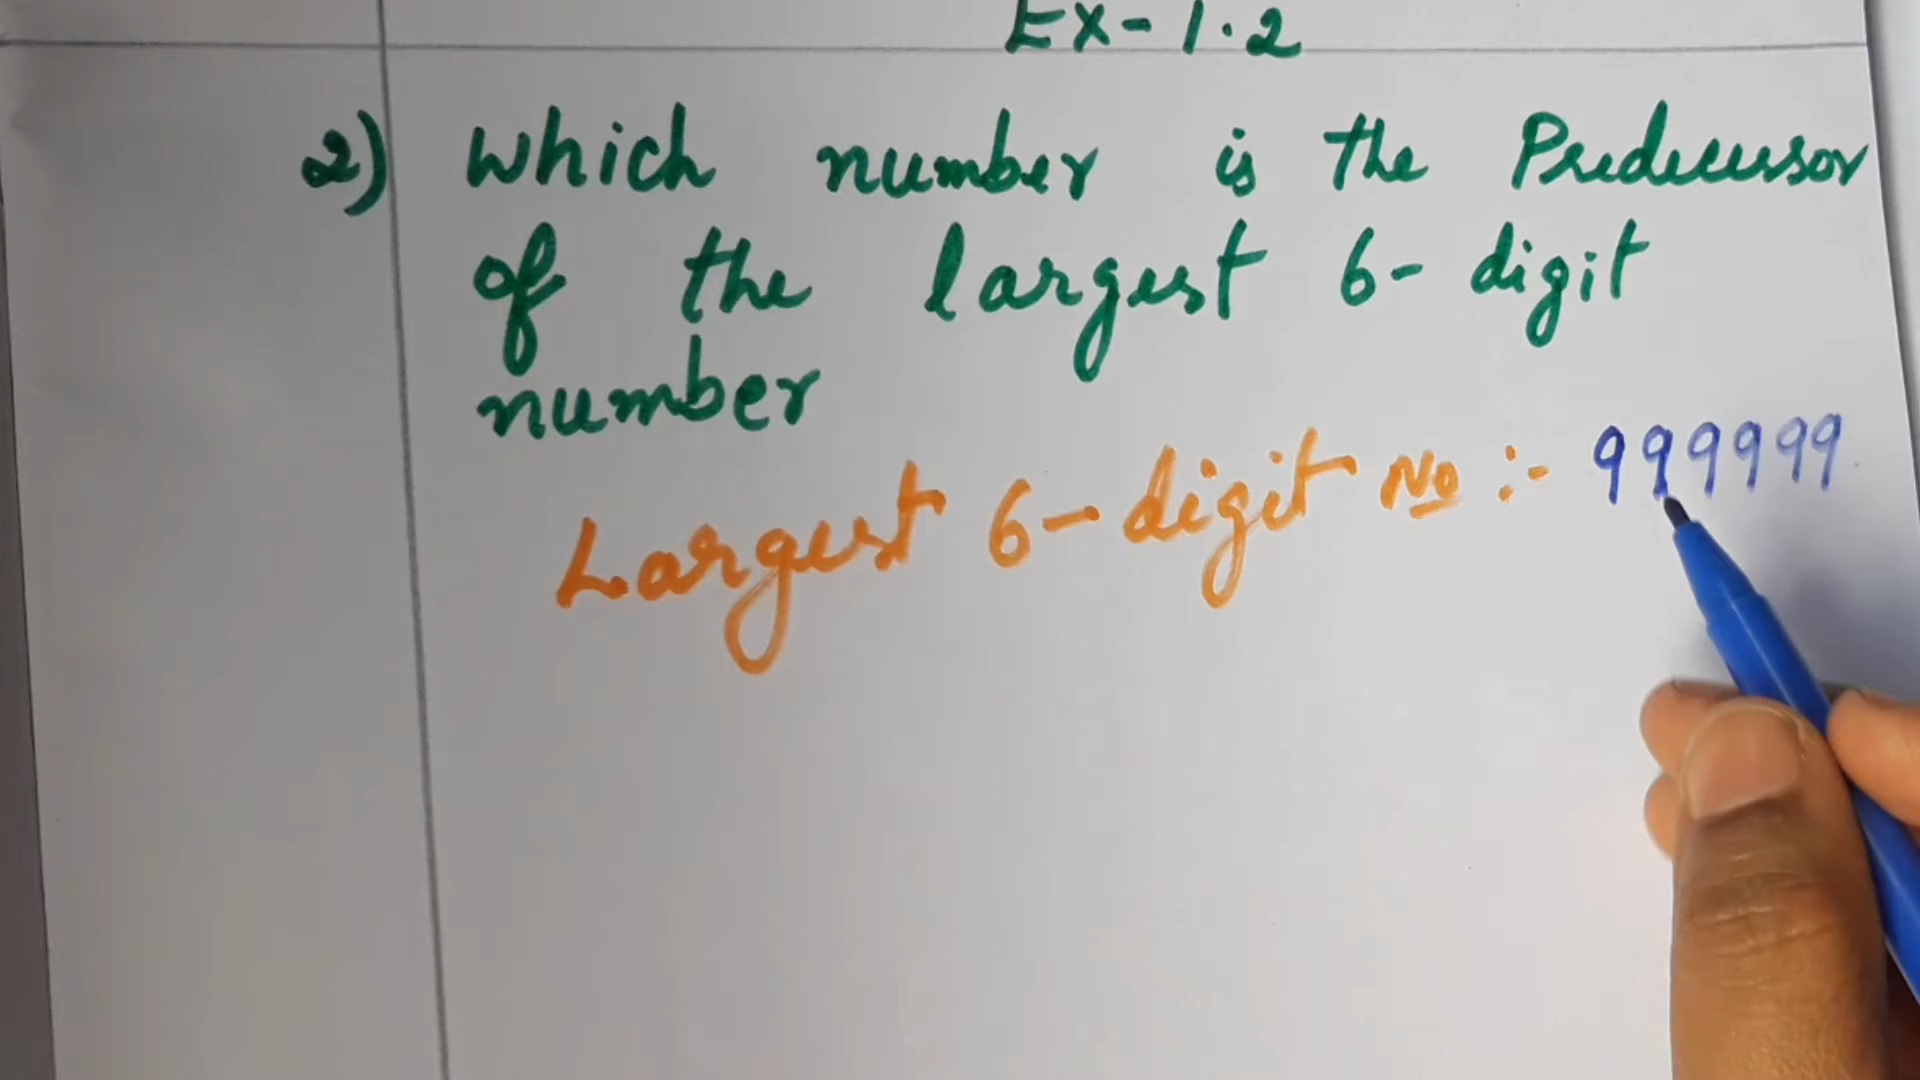 Ex- 1.2
2) which number is the Predecessor
of the largest 6- digit
number
Largest 6-digit No :- 999999